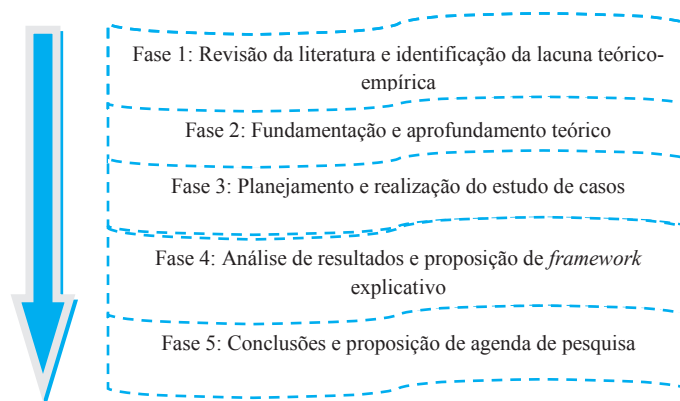 Fase 1: Revisão da literatura e identificação da lacuna teórico-
empírica
Fase 2: Fundamentação e aprofundamento teórico
Fase 3: Planejamento e realização do estudo de casos
Fase 4: Análise de resultados e proposição de framework
explicativo
Fase 5: Conclusões e proposição de agenda de pesquisa